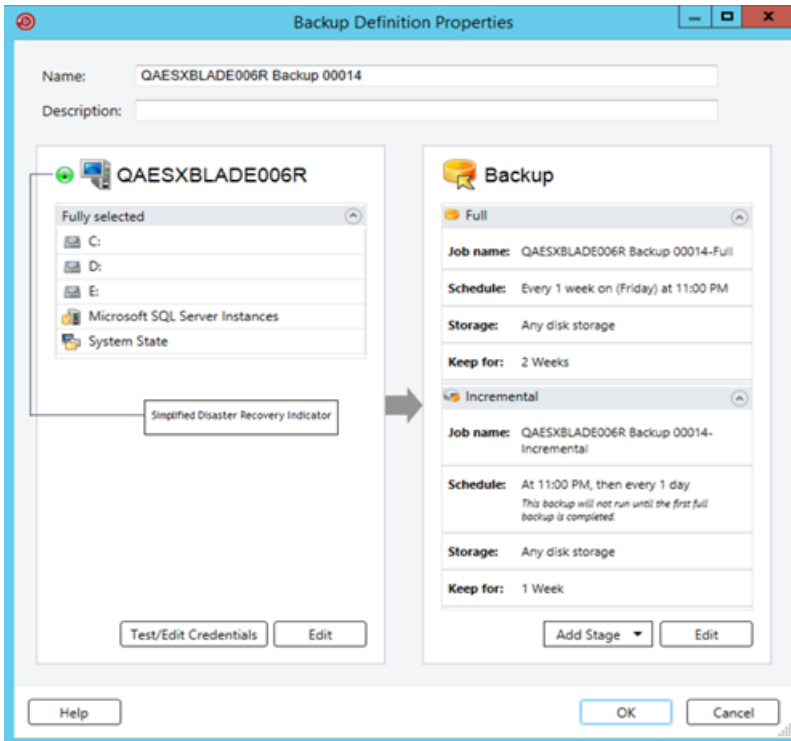 Backup Definition Properties
Name: QAESXBLADE006R Backup 00014
Description:
QAESXBLADE006R
Fully selected
C:
D:
E:
Microsoft SQL Server Instances
System State
Simplified Disaster Recovery Indicator
Test/Edit Credentials
Edit
Backup
Full
Job name: QAESXBLADE006R Backup 00014-Full
Schedule: Every 1 week on (Friday) at 11:00 PM
Storage: Any disk storage
Keep for: 2 Weeks
Incremental
Job name: QAESXBLADE006R Backup 00014-
Incremental
Schedule: At 11:00 PM, then every 1 day
This backup will not run until the first full
backup is completed.
Storage: Any disk storage
Keep for: 1 Week
Add Stage
Edit
Help
OK
Cancel